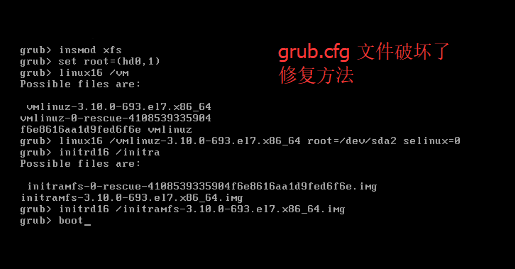 grub> insmod xfs
grub> set root=(hd0,1)
grub> linux16 /vm
Possible files are:
vmlinuz-3.10.0-693.el7.x86_64
vmlinuz-0-rescue-4108539335904
f6e8616aa1d9fed6f6e vmlinuz
grub> linux16 /vmlinuz-3.10.0-693.el7.x86_64 root=/dev/sda2 selinux=0
grub> initrd16 /initra
Possible files are:
initramfs-0-rescue-4108539335904f6e8616aa1d9fed6f6e.img
initramfs-3.10.0-693.el7.x86_64.img
grub> initrd16 /initramfs-3.10.0-693.el7.x86_64.img
grub> boot_
grub.cfg 文件破坏了
修复方法